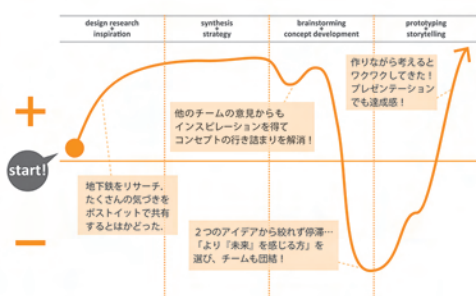 design research
+inspiration
synthesis
+strategy
brainstorming
+concept development
prototyping
+storytelling
作りながら考えると
ワクワクしてきた！
プレゼンテーション
でも達成感！
+
他のチームの意見からも
インスピレーションを得て
コンセプトの行き詰まりを解消！
start!
地下鉄をリサーチ.
たくさんの気づきを
ポストイットで共有
するとはかどった.
２つのアイデアから絞れず停滞…
「より『未来』を感じる方」を
選び、チームも団結！
−